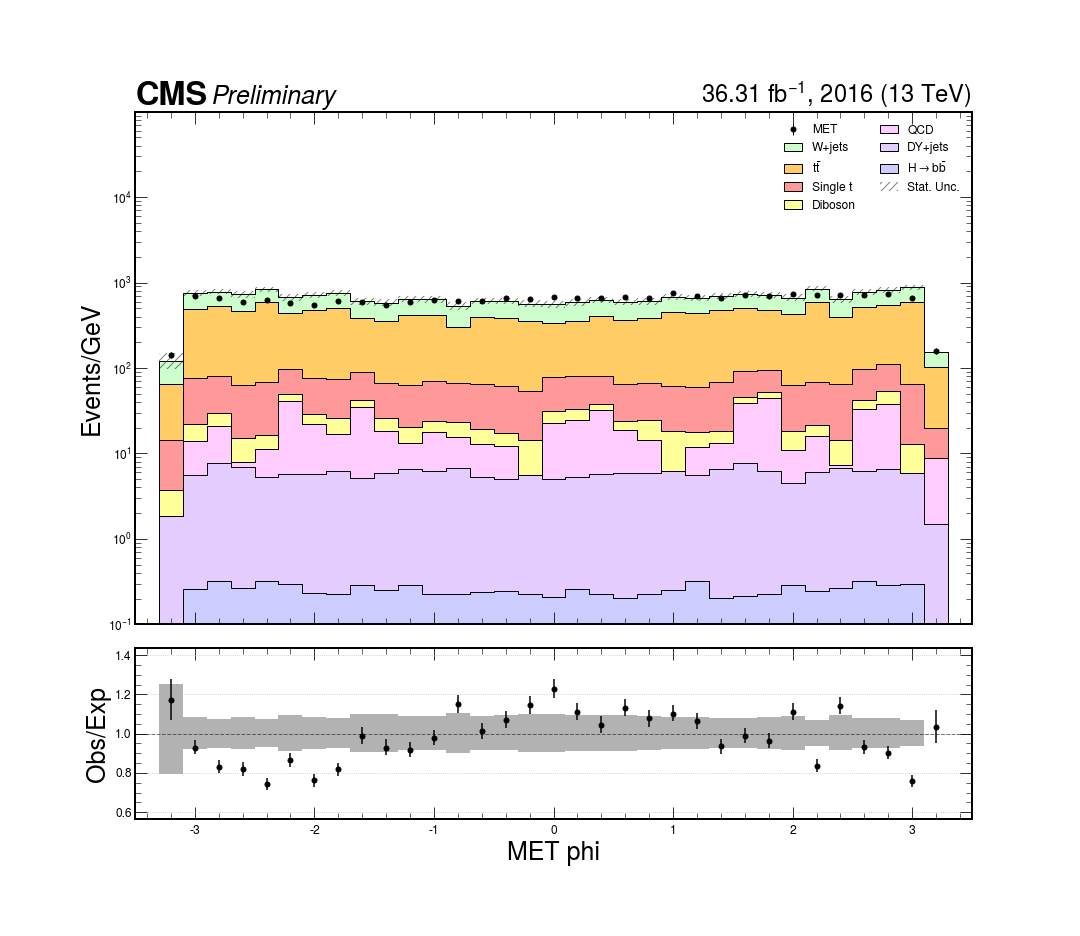 CMS Preliminary 36.31 fb⁻¹, 2016 (13 TeV)
MET QCD
W+jets DY+jets
tt̄ H→bb̄
Single t Stat. Unc.
Diboson
10⁴
10³
10²
10¹
10⁰
10⁻¹
Events/GeV
1.4
1.2
1.0
0.8
0.6
Obs/Exp
-3 -2 -1 0 1 2 3
MET phi